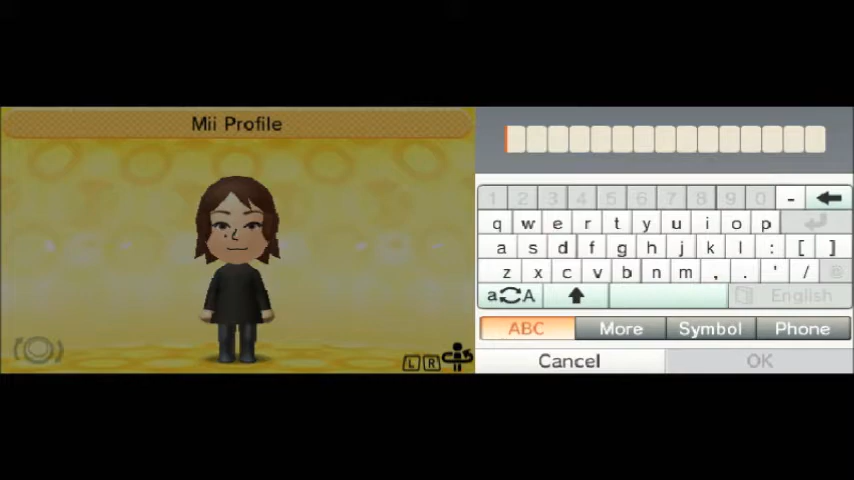 Mii Profile
1 2 3 4 5 6 7 8 9 0 -
q w e r t y u i o p
a s d f g h j k l : [ ]
z x c v b n m , . ' / @
a A English
ABC More Symbol Phone
L R
Cancel OK